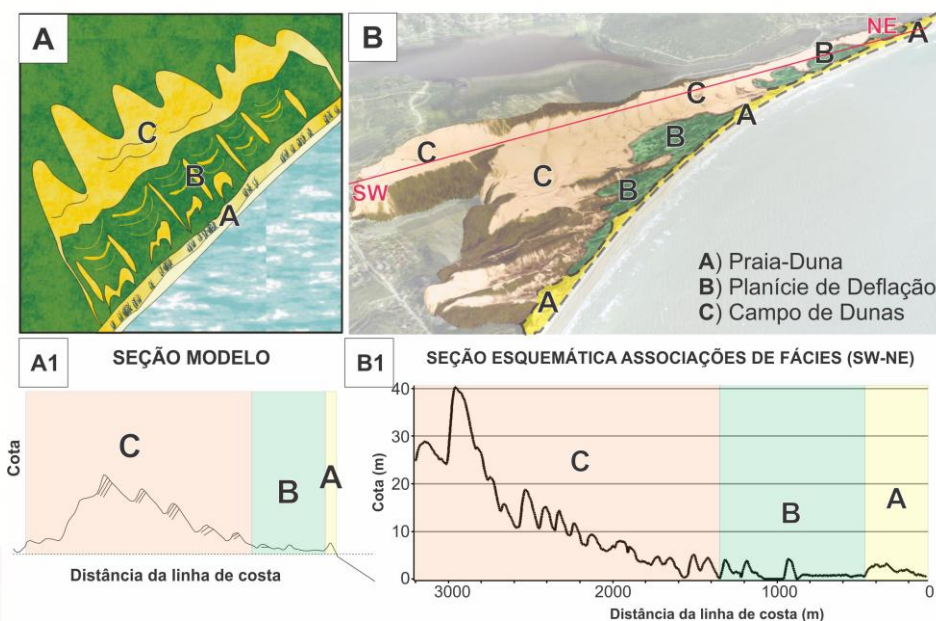 A
C
B
A
B
NE
A
B
C
A
B
C
C
SW
B
A
A) Praia-Duna
B) Planície de Deflação
C) Campo de Dunas
A1
SEÇÃO MODELO
Cota
C
B
A
Distância da linha de costa
B1
SEÇÃO ESQUEMÁTICA ASSOCIAÇÕES DE FÁCIES (SW-NE)
Cota (m)
40
30
20
10
0
C
B
A
3000
2000
1000
0
Distância da linha de costa (m)